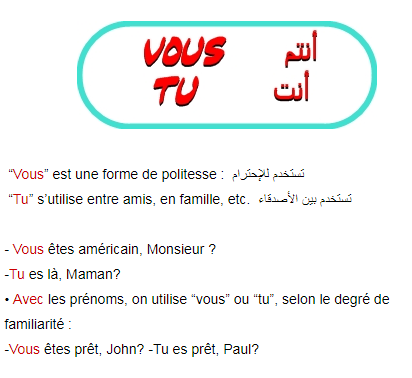 VOUS أنتم
TU أنت
“Vous” est une forme de politesse : تستخدم للإحترام
“Tu” s’utilise entre amis, en famille, etc. تستخدم بين الأصدقاء
- Vous êtes américain, Monsieur ?
-Tu es là, Maman?
• Avec les prénoms, on utilise “vous” ou “tu”, selon le degré de
familiarité :
-Vous êtes prêt, John? -Tu es prêt, Paul?